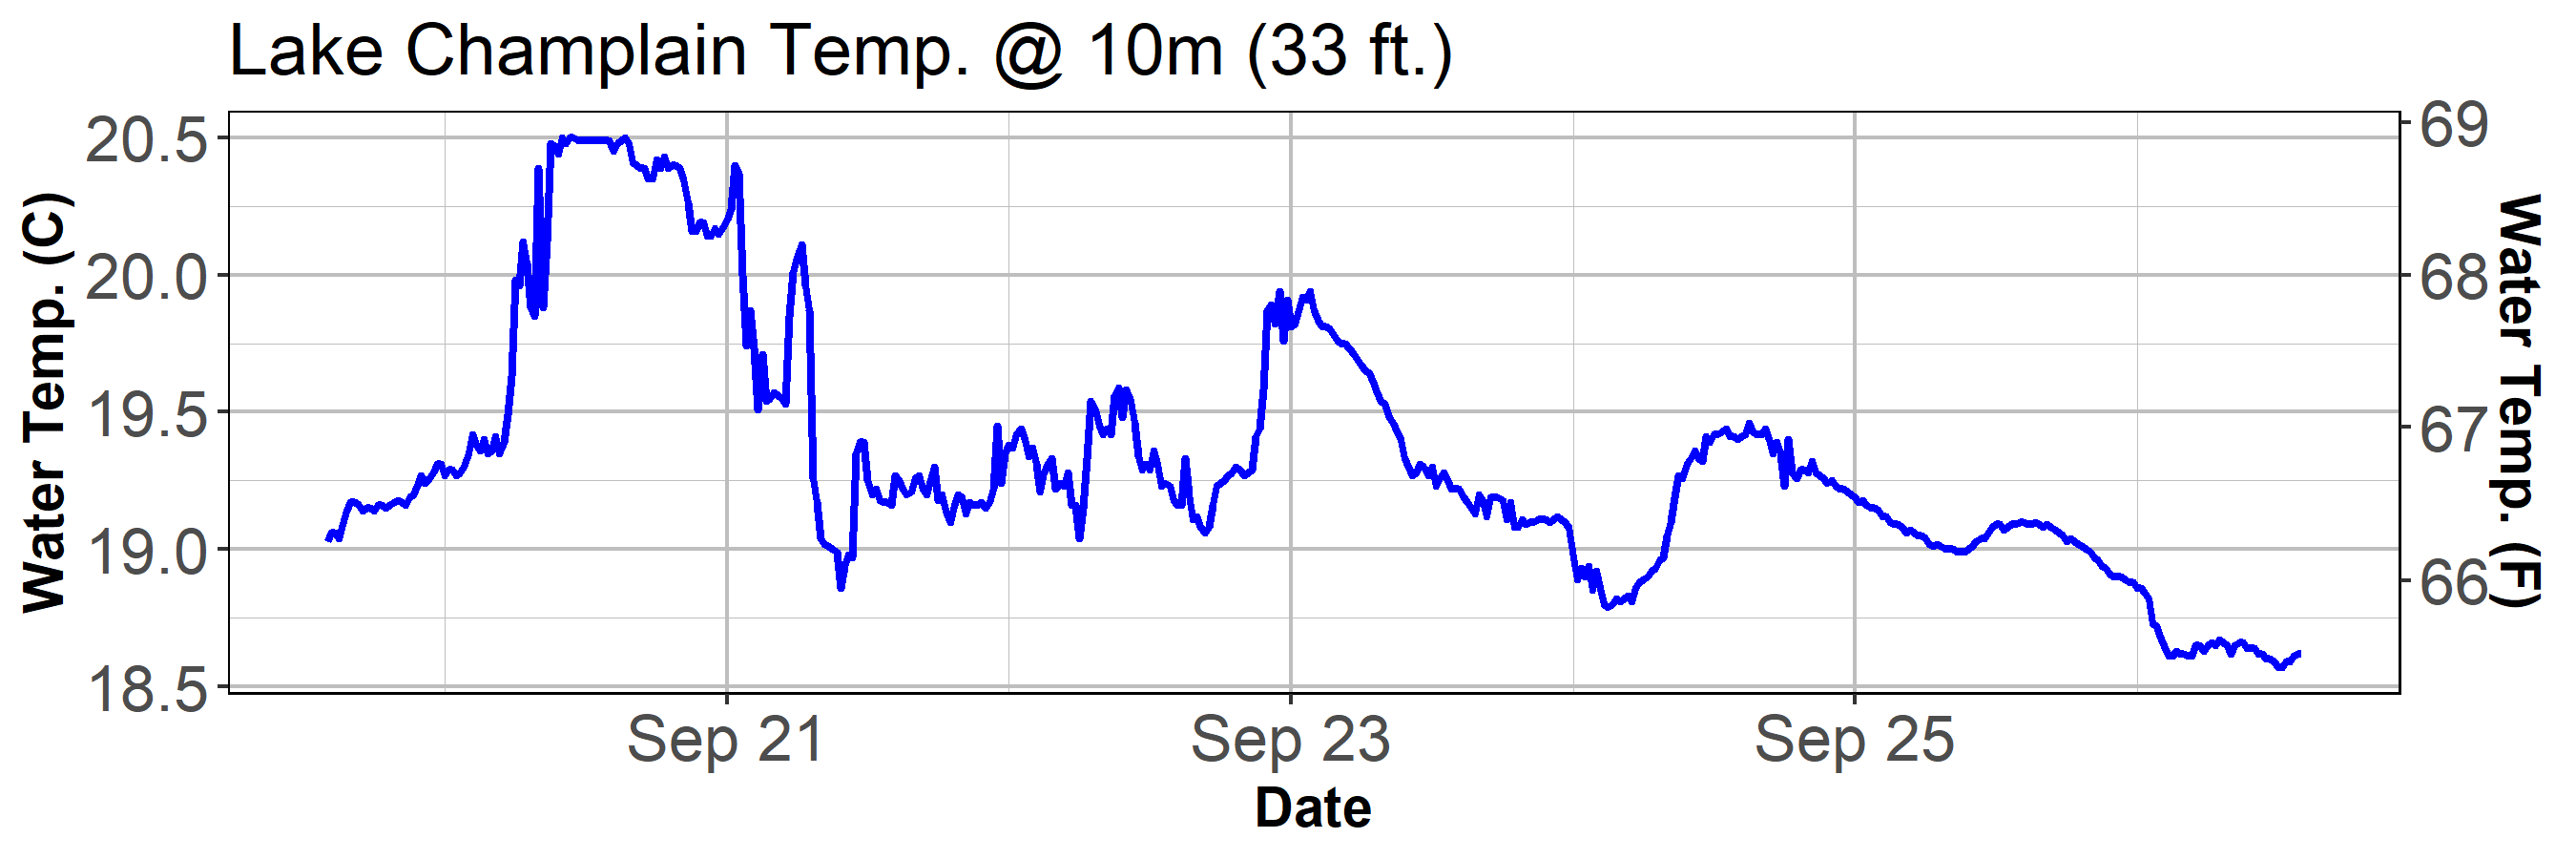 Lake Champlain Temp. @ 10m (33 ft.)
Water Temp. (C)
20.5
20.0
19.5
19.0
18.5
69
68
67
66
Water Temp. (F)
Sep 21
Sep 23
Sep 25
Date